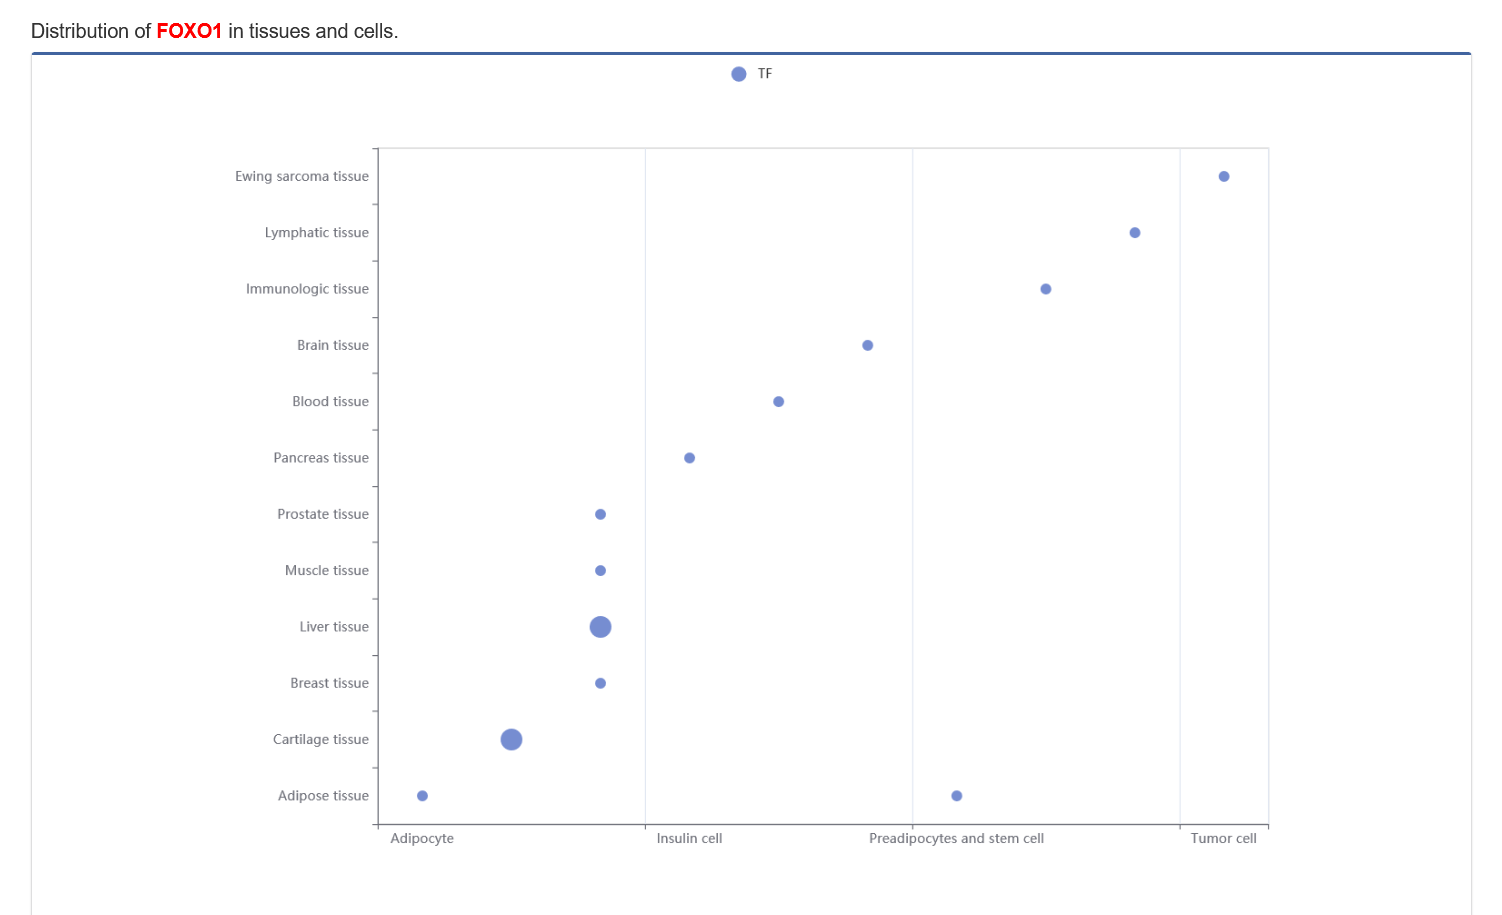 Distribution of FOXO1 in tissues and cells.
TF
Ewing sarcoma tissue
Lymphatic tissue
Immunologic tissue
Brain tissue
Blood tissue
Pancreas tissue
Prostate tissue
Muscle tissue
Liver tissue
Breast tissue
Cartilage tissue
Adipose tissue
Adipocyte Insulin cell Preadipocytes and stem cell Tumor cell